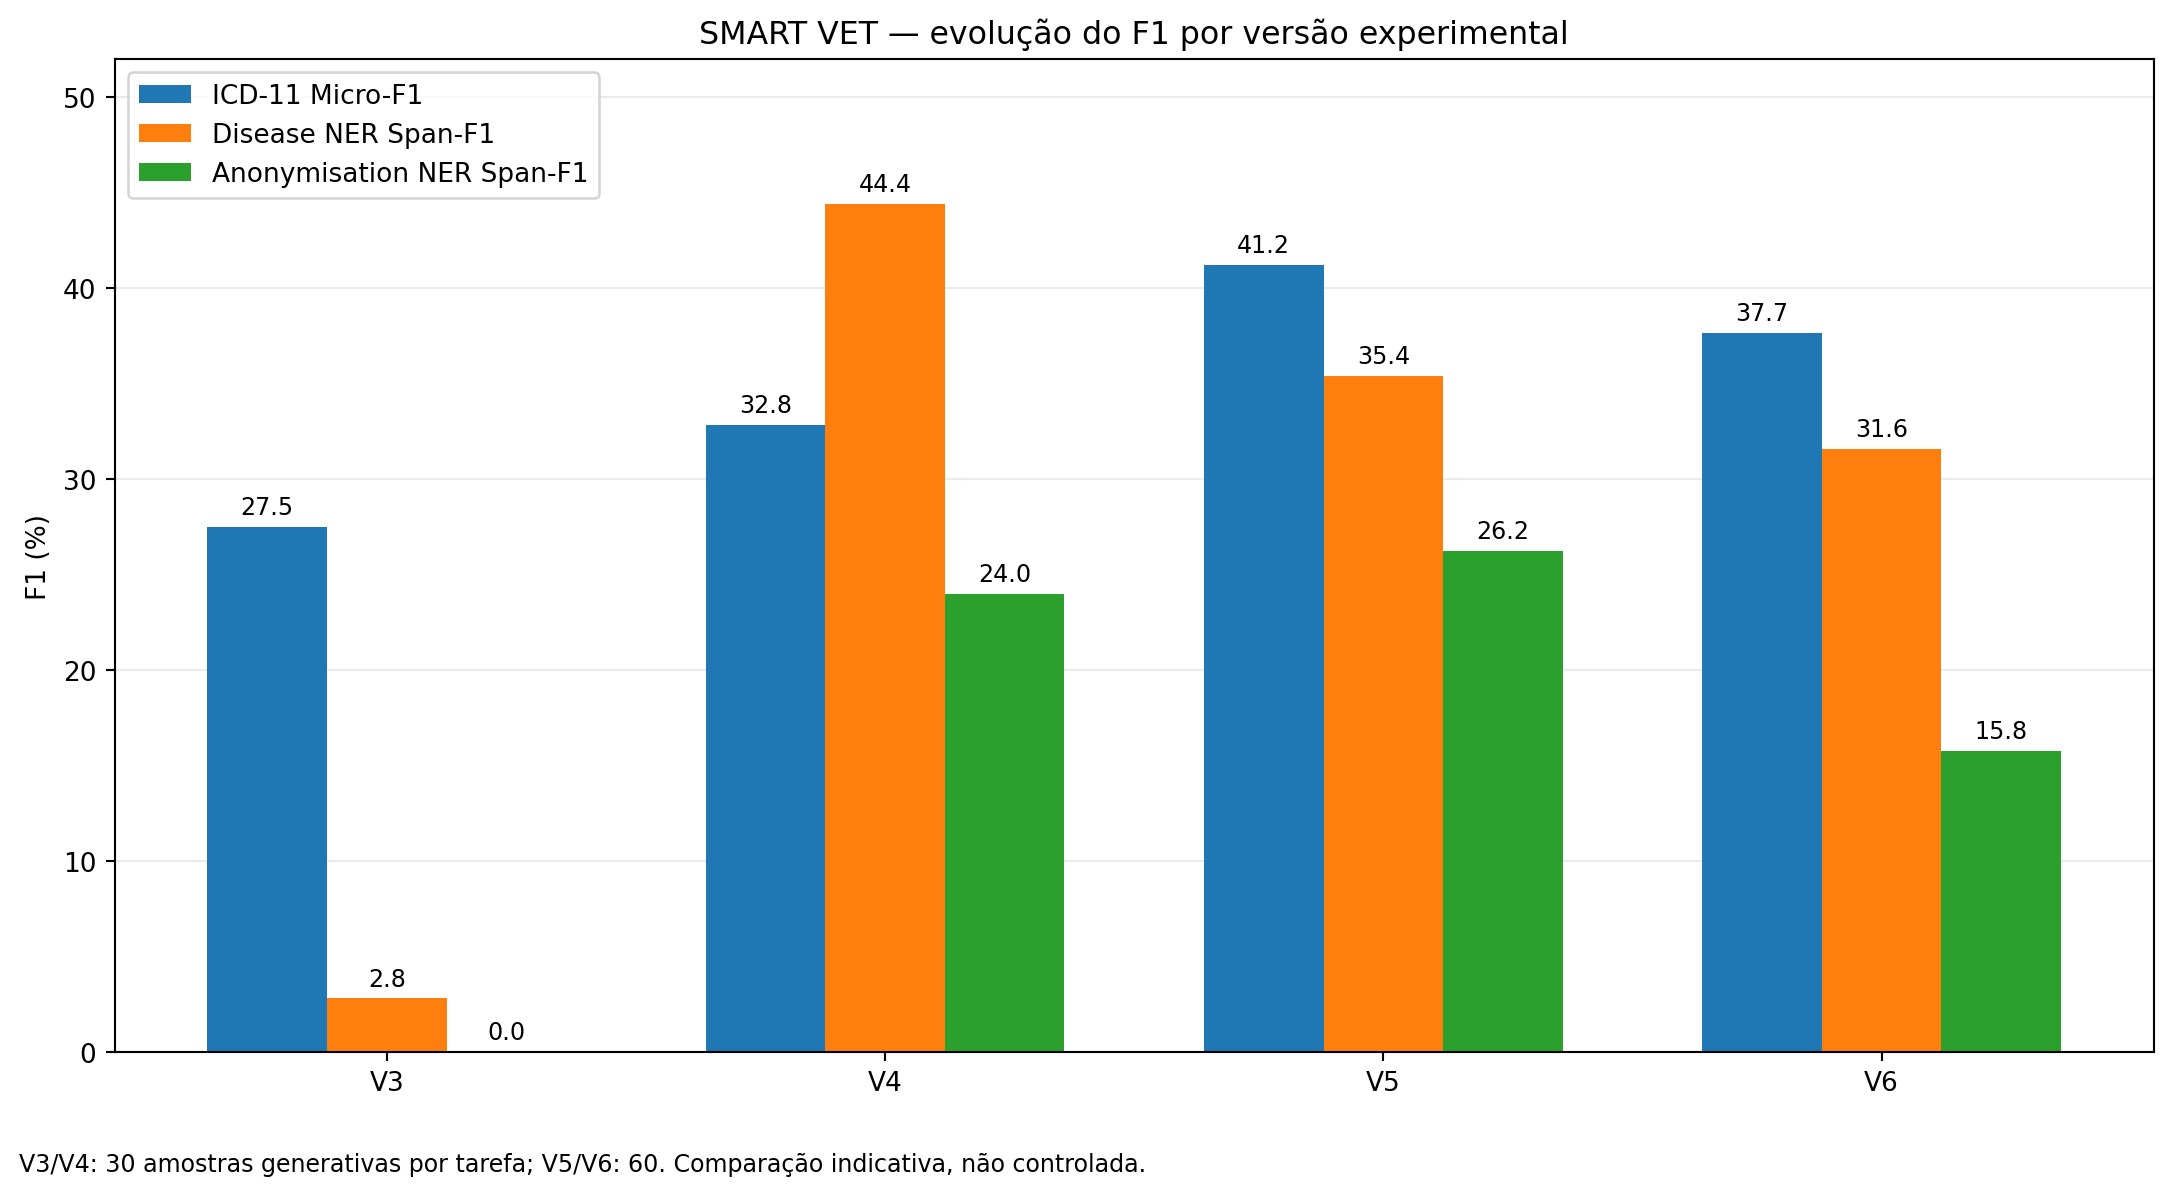 SMART VET — evolução do F1 por versão experimental
ICD-11 Micro-F1
Disease NER Span-F1
Anonymisation NER Span-F1
F1 (%)
50
40
30
20
10
0
27.5
2.8
0.0
32.8
44.4
24.0
41.2
35.4
26.2
37.7
31.6
15.8
V3
V4
V5
V6
V3/V4: 30 amostras generativas por tarefa; V5/V6: 60. Comparação indicativa, não controlada.